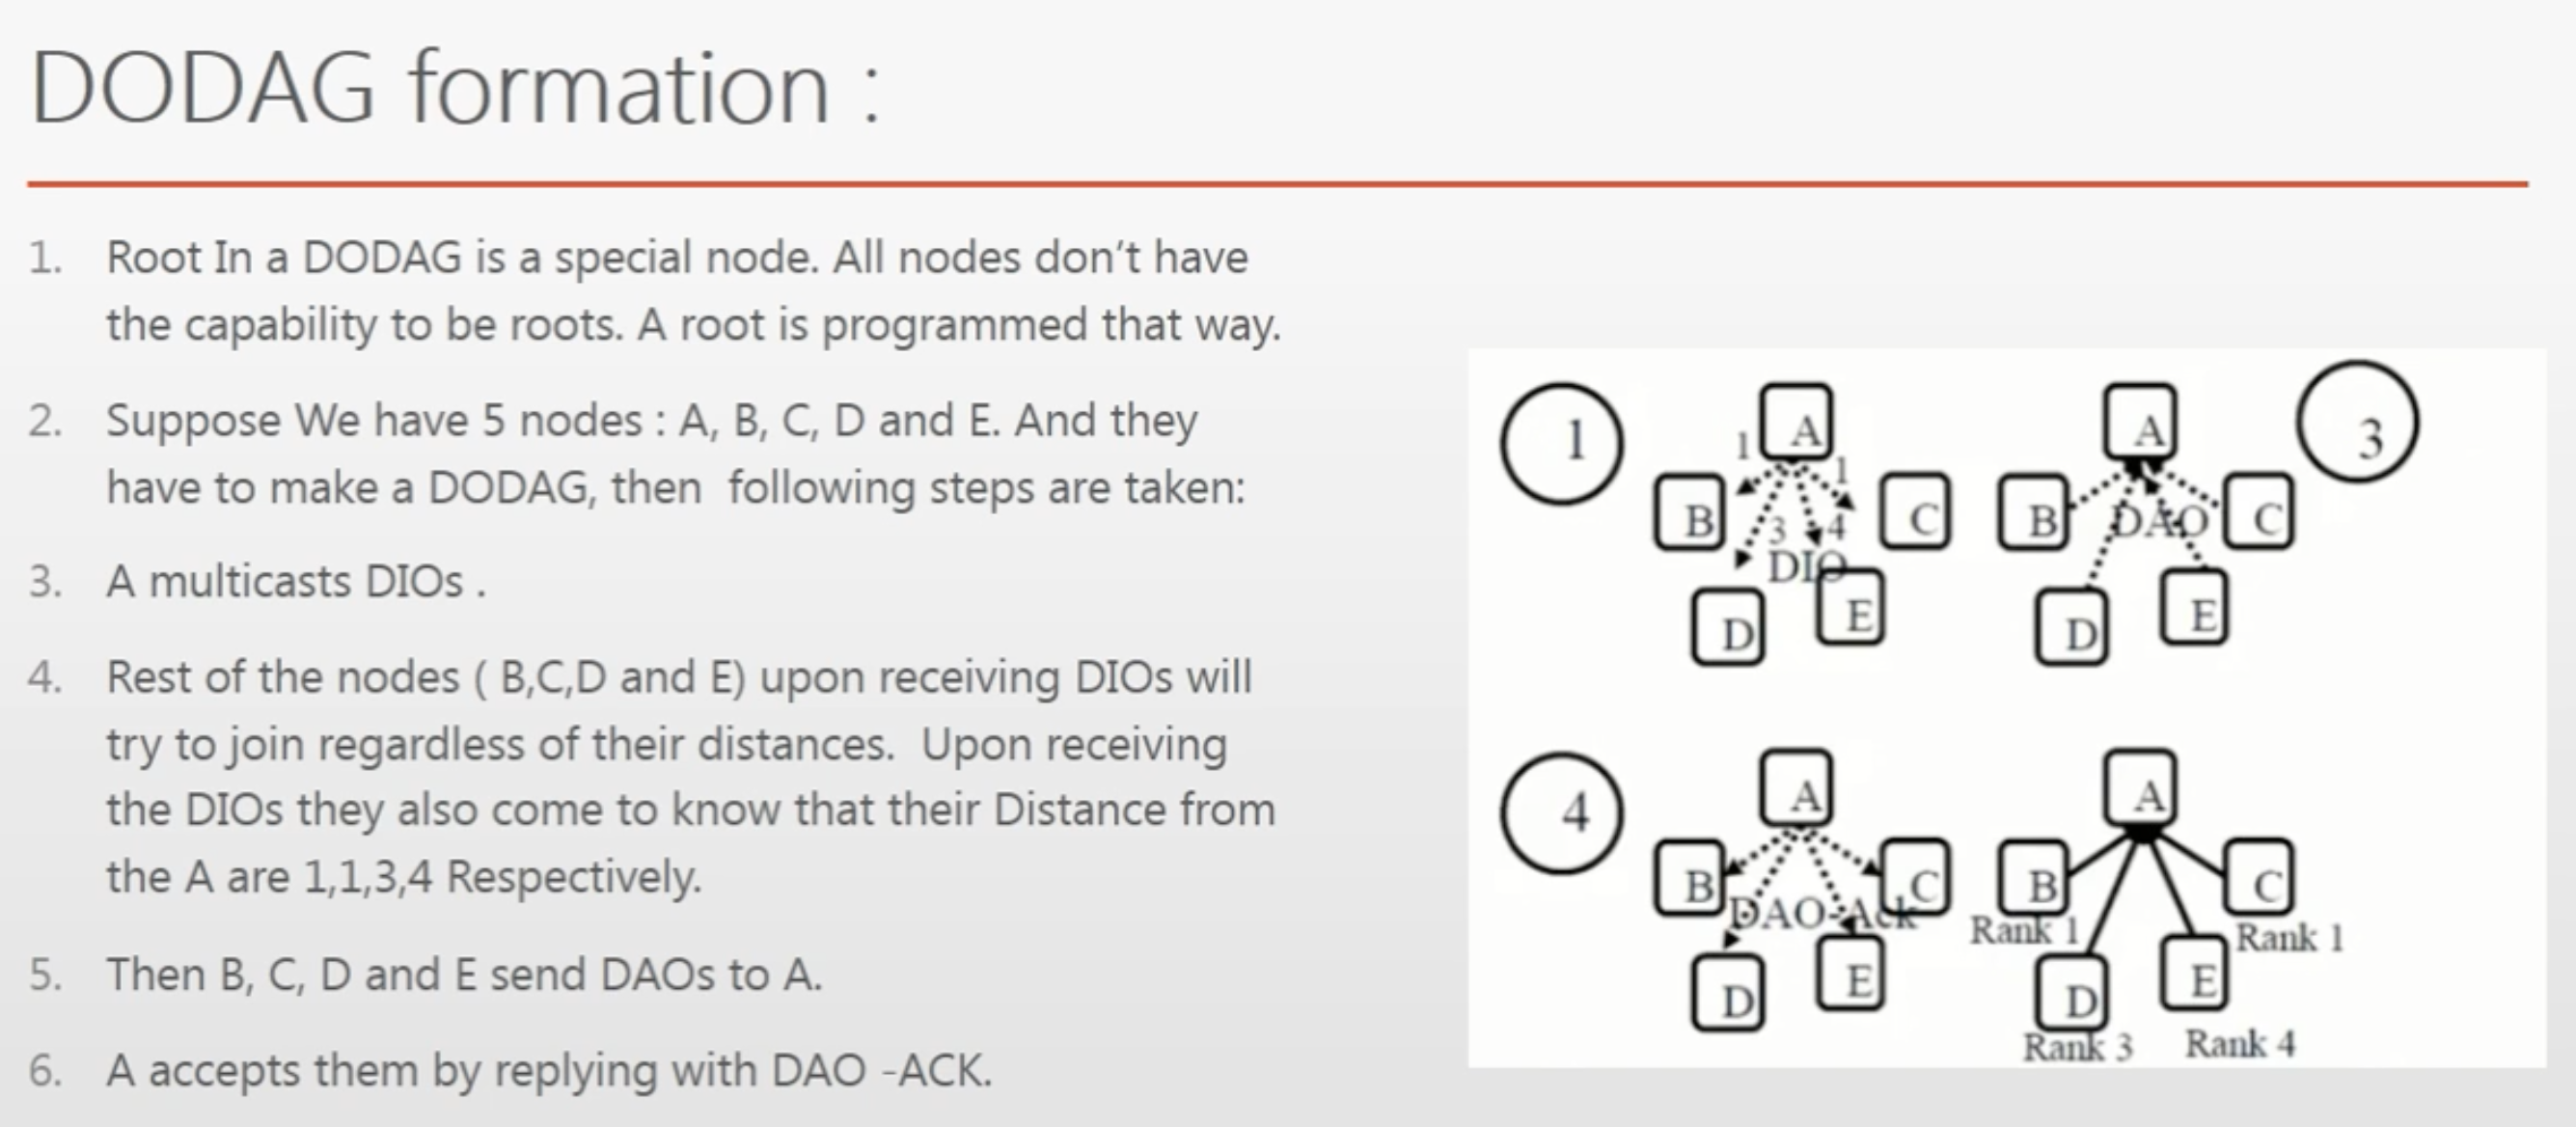 DODAG formation :
1. Root In a DODAG is a special node. All nodes don't have
the capability to be roots. A root is programmed that way.
2. Suppose We have 5 nodes : A, B, C, D and E. And they
have to make a DODAG, then following steps are taken:
3. A multicasts DIOs .
4. Rest of the nodes ( B,C,D and E) upon receiving DIOs will
try to join regardless of their distances. Upon receiving
the DIOs they also come to know that their Distance from
the A are 1,1,3,4 Respectively.
5. Then B, C, D and E send DAOs to A.
6. A accepts them by replying with DAO -ACK.
1
A
1
1
B
C
3
4
DIO
D
E
A
3
B
DAO
C
D
E
4
A
B
C
DAO-Ack
D
E
A
B
C
Rank 1
Rank 1
D
E
Rank 3
Rank 4